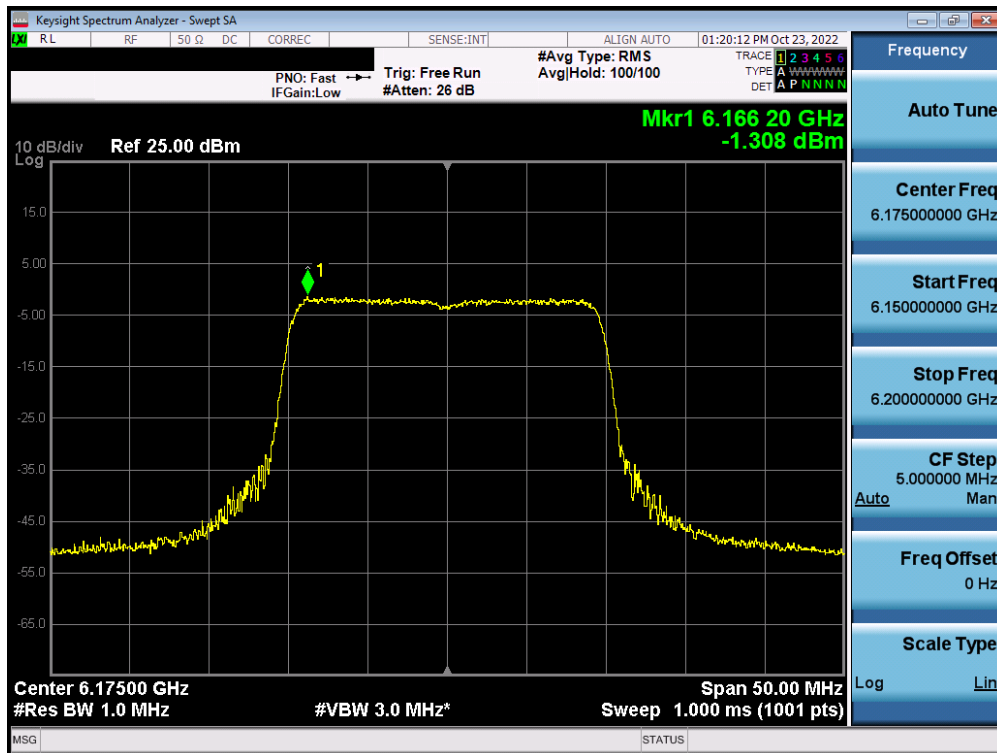 Keysight Spectrum Analyzer - Swept SA
LXI RL RF 50 Ω DC CORREC SENSE:INT ALIGN AUTO 01:20:12 PM Oct 23, 2022
PNO: Fast
IFGain:Low
Trig: Free Run
#Atten: 26 dB
#Avg Type: RMS
Avg|Hold: 100/100
TRACE 1 2 3 4 5 6
TYPE A WWWWW
DET A P N N N N
Mkr1 6.166 20 GHz
-1.308 dBm
10 dB/div Ref 25.00 dBm
Log
15.0
5.00
-5.00
-15.0
-25.0
-35.0
-45.0
-55.0
-65.0
1
Center 6.17500 GHz Span 50.00 MHz
#Res BW 1.0 MHz #VBW 3.0 MHz* Sweep 1.000 ms (1001 pts)
MSG STATUS
Frequency
Auto Tune
Center Freq
6.175000000 GHz
Start Freq
6.150000000 GHz
Stop Freq
6.200000000 GHz
CF Step
5.000000 MHz
Auto Man
Freq Offset
0 Hz
Scale Type
Log Lin